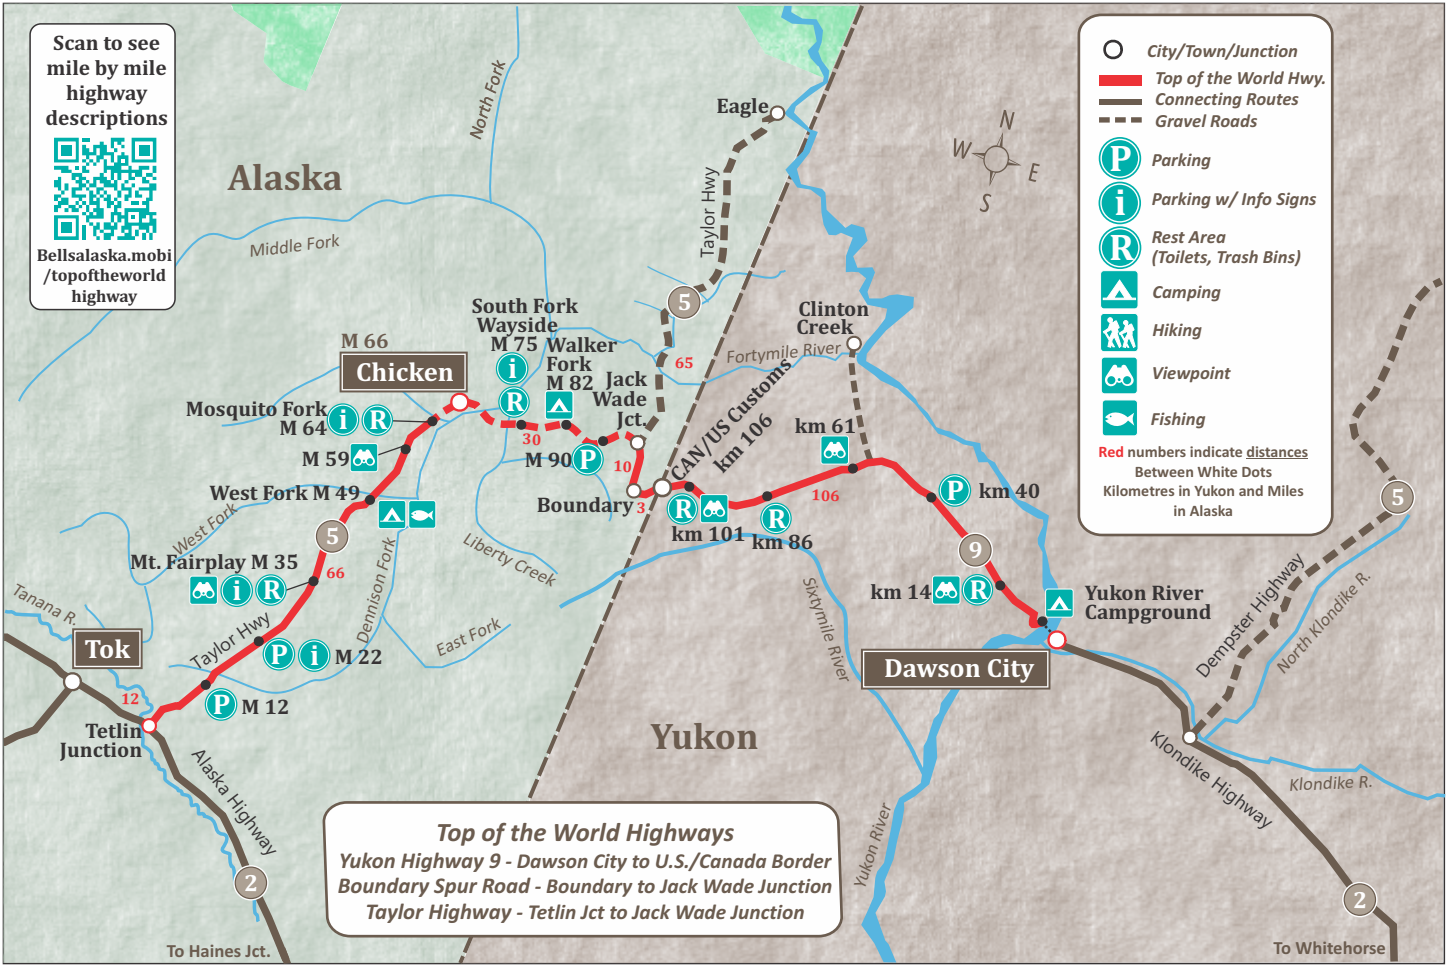 Scan to see
mile by mile
highway
descriptions
Bellsalaska.mobi
/topoftheworld
highway
Alaska
North Fork
Middle Fork
Eagle
Taylor Hwy
5
65
N
W
E
S
City/Town/Junction
Top of the World Hwy.
Connecting Routes
Gravel Roads
P
Parking
i
Parking w/ Info Signs
R
Rest Area
(Toilets, Trash Bins)
Camping
Hiking
Viewpoint
Fishing
Red numbers indicate distances
Between White Dots
Kilometres in Yukon and Miles
in Alaska
M 66
Chicken
South Fork
Wayside
M 75
i
R
Walker
Fork
M 82
Jack
Wade
Jct.
Clinton
Creek
Fortymile River
Mosquito Fork
M 64
i
R
30
M 90
P
10
CAN/US Customs
km 106
km 61
M 59
West Fork M 49
Boundary
3
R
km 101
106
R
km 86
P
km 40
5
West Fork
5
66
Liberty Creek
Mt. Fairplay M 35
i
R
Dennison Fork
East Fork
9
km 14
R
Sixtymile River
Yukon River
Campground
Dempster Highway
North Klondike R.
Tanana R.
Tok
Taylor Hwy
P
i
M 22
Dawson City
12
P
M 12
Tetlin
Junction
Yukon
Alaska Highway
Klondike Highway
Klondike R.
Top of the World Highways
Yukon Highway 9 - Dawson City to U.S./Canada Border
Boundary Spur Road - Boundary to Jack Wade Junction
Taylor Highway - Tetlin Jct to Jack Wade Junction
Yukon River
2
2
To Haines Jct.
To Whitehorse